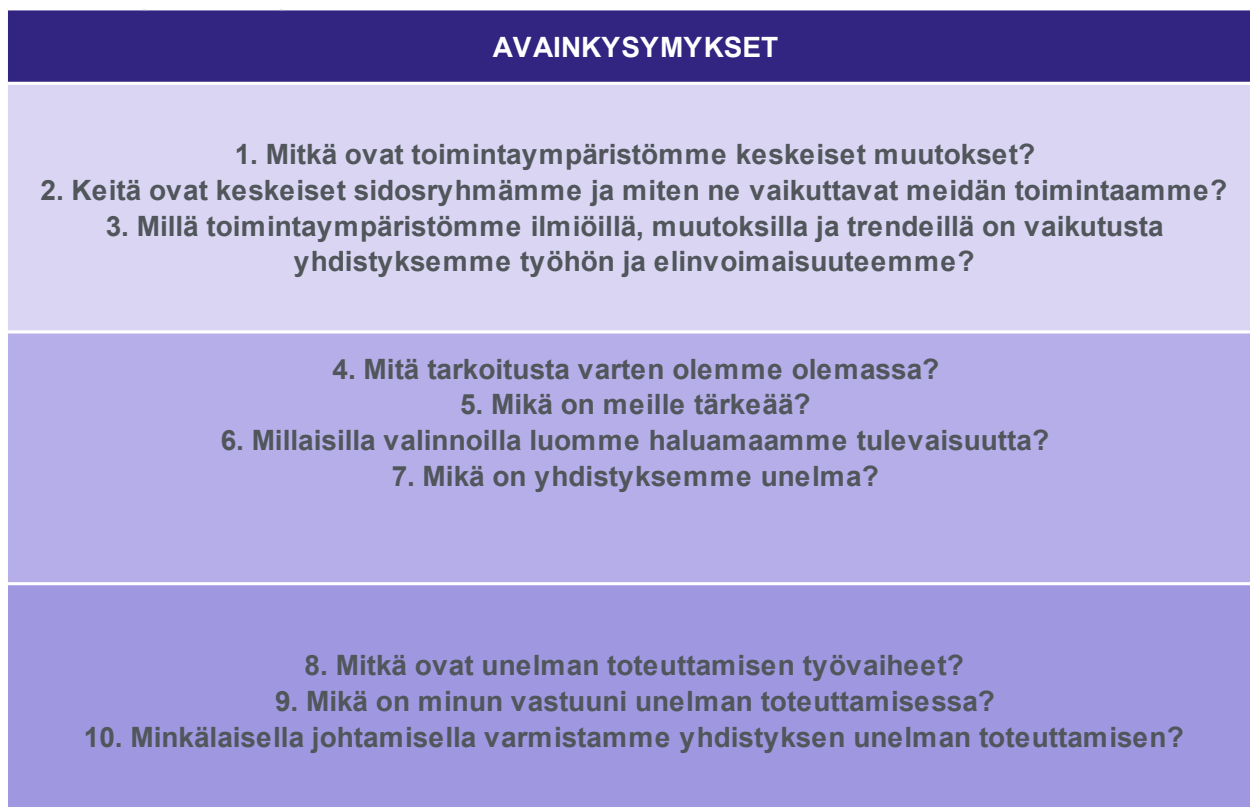 AVAINKYSYMYKSET
1. Mitkä ovat toimintaympäristömme keskeiset muutokset?
2. Keitä ovat keskeiset sidosryhmämme ja miten ne vaikuttavat meidän toimintaamme?
3. Millä toimintaympäristömme ilmiöillä, muutoksilla ja trendeillä on vaikutusta
yhdistyksemme työhön ja elinvoimaisuuteemme?
4. Mitä tarkoitusta varten olemme olemassa?
5. Mikä on meille tärkeää?
6. Millaisilla valinnoilla luomme haluamaamme tulevaisuutta?
7. Mikä on yhdistyksemme unelma?
8. Mitkä ovat unelman toteuttamisen työvaiheet?
9. Mikä on minun vastuuni unelman toteuttamisessa?
10. Minkälaisella johtamisella varmistamme yhdistyksen unelman toteuttamisen?